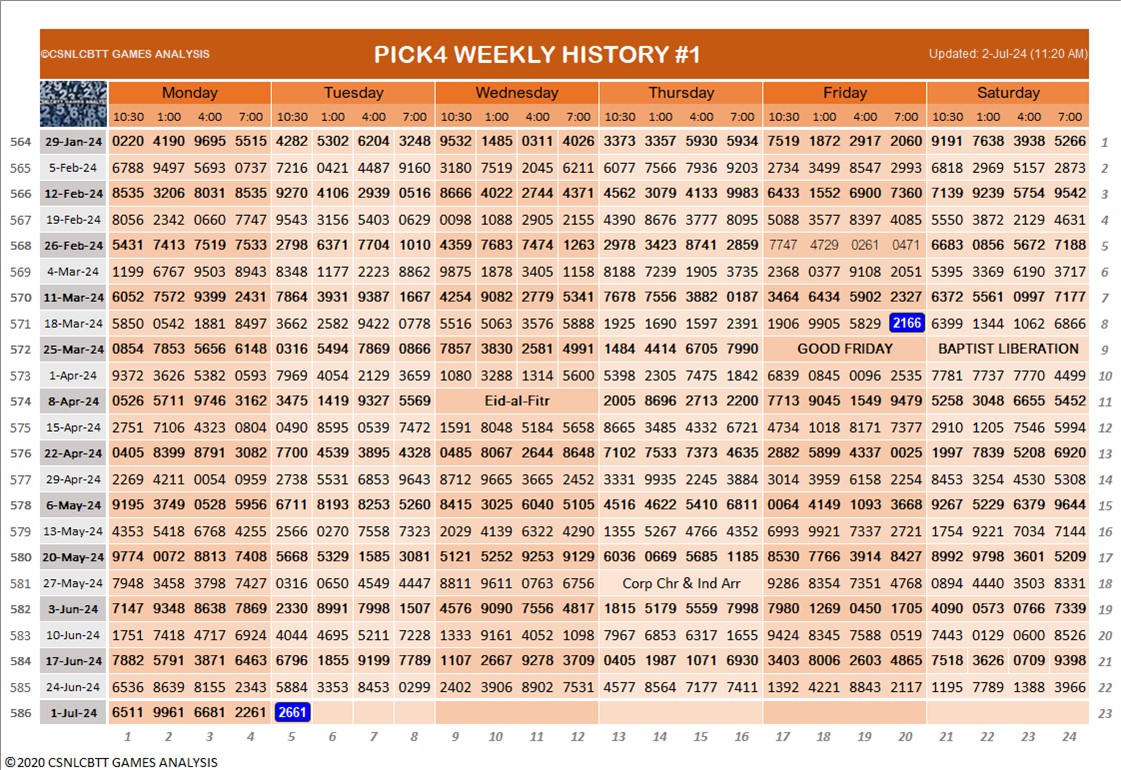 ©CSNLCBTT GAMES ANALYSIS PICK4 WEEKLY HISTORY #1 Updated: 2-Jul-24 (11:20 AM)
Monday Tuesday Wednesday Thursday Friday Saturday
10:30 1:00 4:00 7:00 10:30 1:00 4:00 7:00 10:30 1:00 4:00 7:00 10:30 1:00 4:00 7:00 10:30 1:00 4:00 7:00 10:30 1:00 4:00 7:00
564 29-Jan-24 0220 4190 9695 5515 4282 5302 6204 3248 9532 1485 0311 4026 3373 3357 5930 5934 7519 1872 2917 2060 9191 7638 3938 5266 1
565 5-Feb-24 6788 9497 5693 0737 7216 0421 4487 9160 3180 7519 2045 6211 6077 7566 7936 9203 2734 3499 8547 2993 6818 2969 5157 2873 2
566 12-Feb-24 8535 3206 8031 8535 9270 4106 2939 0516 8666 4022 2744 4371 4562 3079 4133 9983 6433 1552 6900 7360 7139 9239 5754 9542 3
567 19-Feb-24 8056 2342 0660 7747 9543 3156 5403 0629 0098 1088 2905 2155 4390 8676 3777 8095 5088 3577 8397 4085 5550 3872 2129 4631 4
568 26-Feb-24 5431 7413 7519 7533 2798 6371 7704 1010 4359 7683 7474 1263 2978 3423 8741 2859 7747 4729 0261 0471 6683 0856 5672 7188 5
569 4-Mar-24 1199 6767 9503 8943 8348 1177 2223 8862 9875 1878 3405 1158 8188 7239 1905 3735 2368 0377 9108 2051 5395 3369 6190 3717 6
570 11-Mar-24 6052 7572 9399 2431 7864 3931 9387 1667 4254 9082 2779 5341 7678 7556 3882 0187 3464 6434 5902 2327 6372 5561 0997 7177 7
571 18-Mar-24 5850 0542 1881 8497 3662 2582 9422 0778 5516 5063 3576 5888 1925 1690 1597 2391 1906 9905 5829 2166 6399 1344 1062 6866 8
572 25-Mar-24 0854 7853 5656 6148 0316 5494 7869 0866 7857 3830 2581 4991 1484 4414 6705 7990 GOOD FRIDAY BAPTIST LIBERATION 9
573 1-Apr-24 9372 3626 5382 0593 7969 4054 2129 3659 1080 3288 1314 5600 5398 2305 7475 1842 6839 0845 0096 2535 7781 7737 7770 4499 10
574 8-Apr-24 0526 5711 9746 3162 3475 1419 9327 5569 Eid-al-Fitr 2005 8696 2713 2200 7713 9045 1549 9479 5258 3048 6655 5452 11
575 15-Apr-24 2751 7106 4323 0804 0490 8595 0539 7472 1591 8048 5184 5658 8665 3485 4332 6721 4734 1018 8171 7377 2910 1205 7546 5994 12
576 22-Apr-24 0405 8399 8791 3082 7700 4539 3895 4328 0485 8067 2644 8648 7102 7533 7373 4635 2882 5899 4337 0025 1997 7839 5208 6920 13
577 29-Apr-24 2269 4211 0054 0959 2738 5531 6853 9643 8712 9665 3665 2452 3331 9935 2245 3884 3014 3959 6158 2254 8453 3254 4530 5308 14
578 6-May-24 9195 3749 0528 5956 6711 8193 8253 5260 8415 3025 6040 5105 4516 4622 5410 6811 0064 4149 1093 3668 9267 5229 6379 9644 15
579 13-May-24 4353 5418 6768 4255 2566 0270 7558 7323 2029 4139 6322 4290 1355 5267 4766 4352 6993 9921 7337 2721 1754 9221 7034 7144 16
580 20-May-24 9774 0072 8813 7408 5668 5329 1585 3081 5121 5252 9253 9129 6036 0669 5685 1185 8530 7766 3914 8427 8992 9798 3601 5209 17
581 27-May-24 7948 3458 3798 7427 0316 0650 4549 4447 8811 9611 0763 6756 Corp Chr & Ind Arr 9286 8354 7351 4768 0894 4440 3503 8331 18
582 3-Jun-24 7147 9348 8638 7869 2330 8991 7998 1507 4576 9090 7556 4817 1815 5179 5559 7998 7980 1269 0450 1705 4090 0573 0766 7339 19
583 10-Jun-24 1751 7418 4717 6924 4044 4695 5211 7228 1333 9161 4052 1098 7967 6853 6317 1655 9424 8345 7588 0519 7443 0129 0600 8526 20
584 17-Jun-24 7882 5791 3871 6463 6796 1855 9199 7789 1107 2667 9278 3709 0405 1987 1071 6930 3403 8006 2603 4865 7518 3626 0709 9398 21
585 24-Jun-24 6536 8639 8155 2343 5884 3353 8453 0299 2402 3906 8902 7531 4577 8564 7177 7411 1392 4221 8843 2117 1195 7789 1388 3966 22
586 1-Jul-24 6511 9961 6681 2261 2661 23
1 2 3 4 5 6 7 8 9 10 11 12 13 14 15 16 17 18 19 20 21 22 23 24
©2020 CSNLCBTT GAMES ANALYSIS